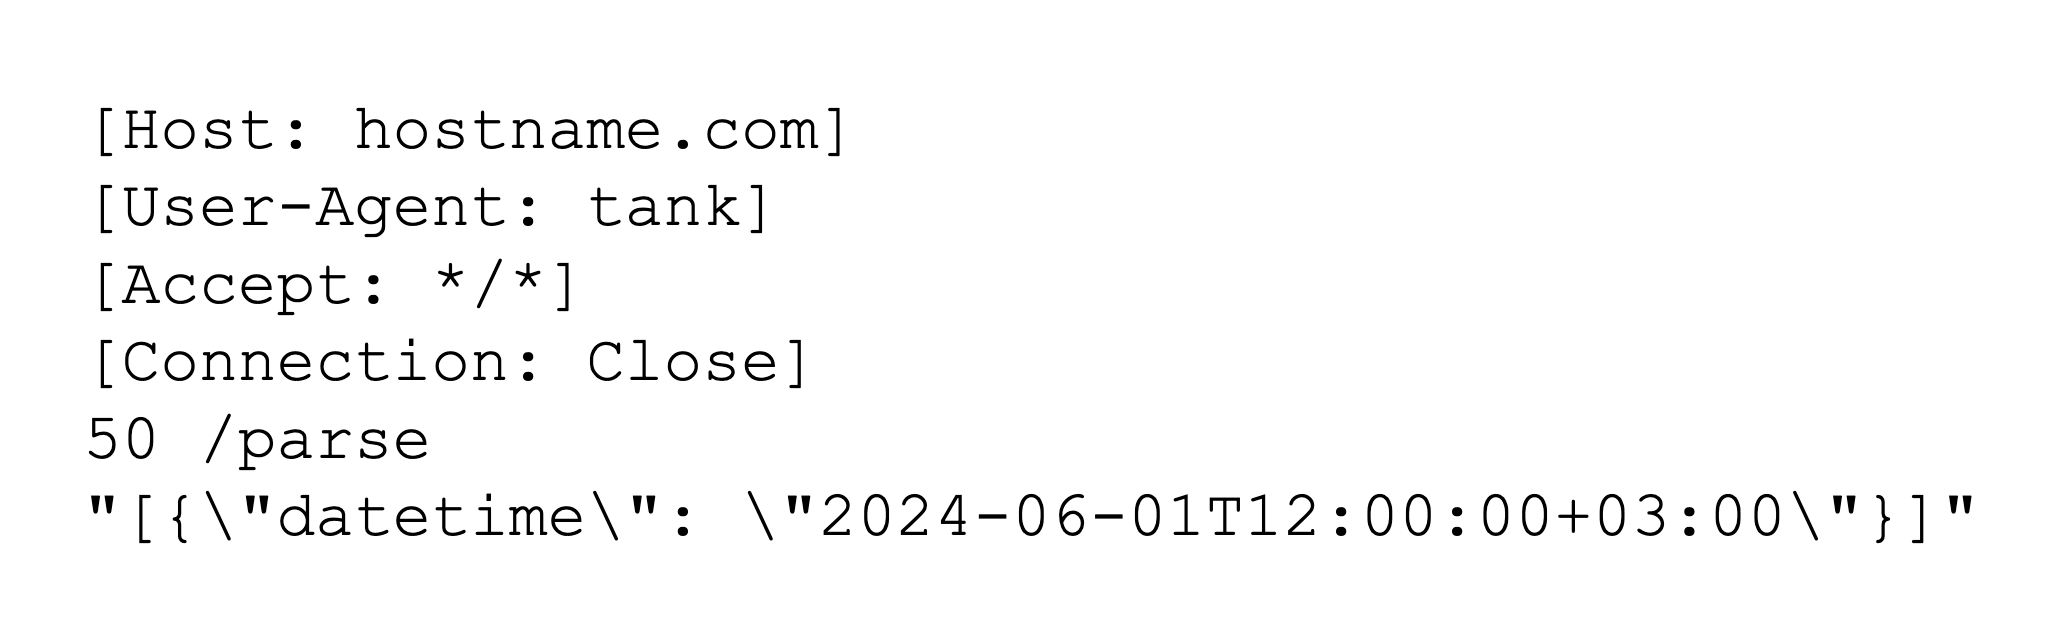 [Host: hostname.com]
[User-Agent: tank]
[Accept: */*]
[Connection: Close]
50 /parse
"[{\"datetime\": \"2024-06-01T12:00:00+03:00\"}]"